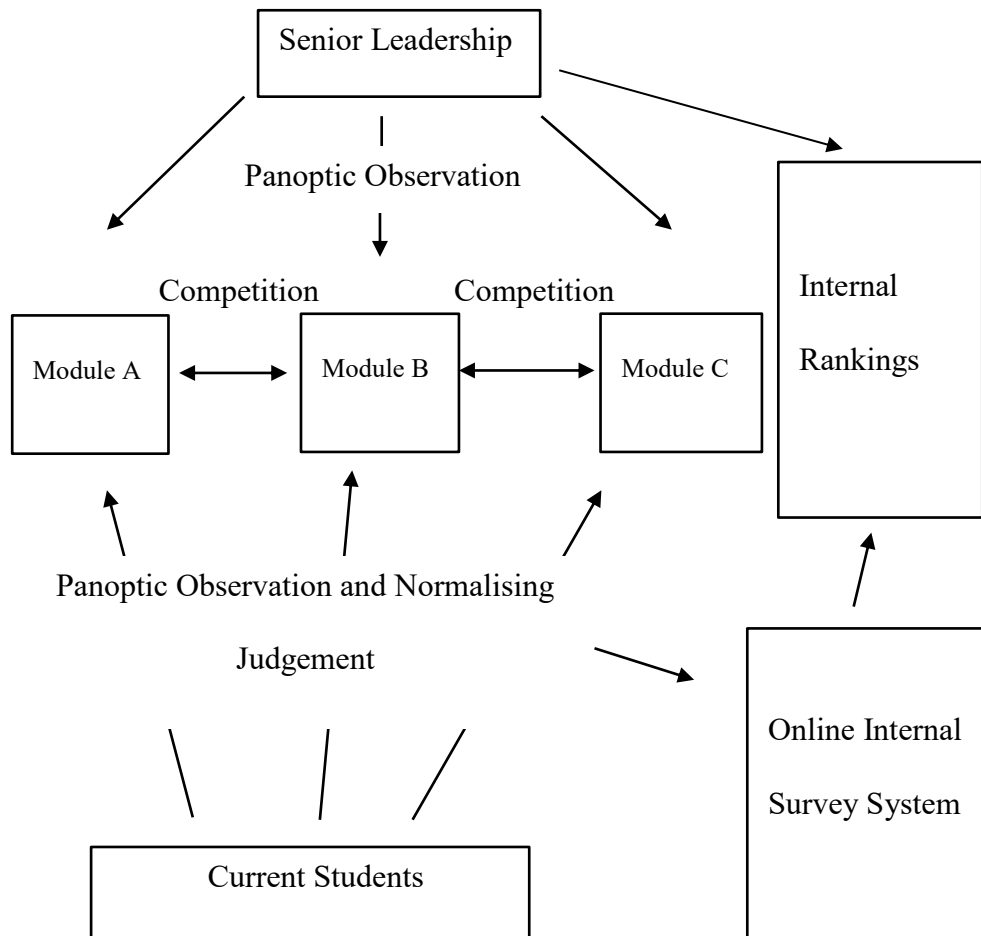 Senior Leadership
Panoptic Observation
Competition
Competition
Internal
Rankings
Module A
Module B
Module C
Panoptic Observation and Normalising
Judgement
Online Internal
Survey System
Current Students